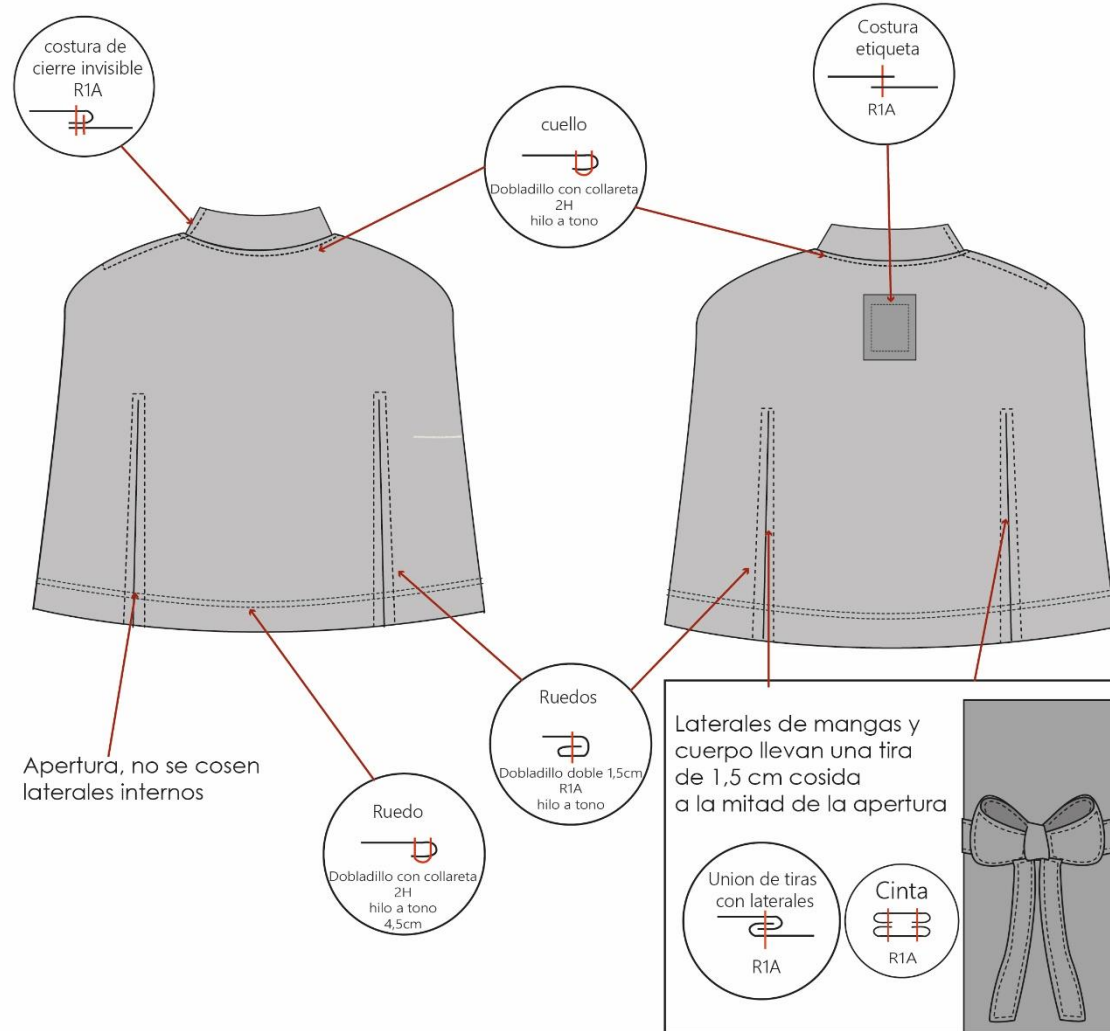 costura de
cierre invisible
R1A
cuello
Dobladillo con collareta
2H
hilo a tono
Costura
etiqueta
R1A
Apertura, no se cosen
laterales internos
Ruedo
Dobladillo con collareta
2H
hilo a tono
4,5cm
Ruedos
Dobladillo doble 1,5cm
R1A
hilo a tono
Laterales de mangas y
cuerpo llevan una tira
de 1,5 cm cosida
a la mitad de la apertura
Union de tiras
con laterales
R1A
Cinta
R1A